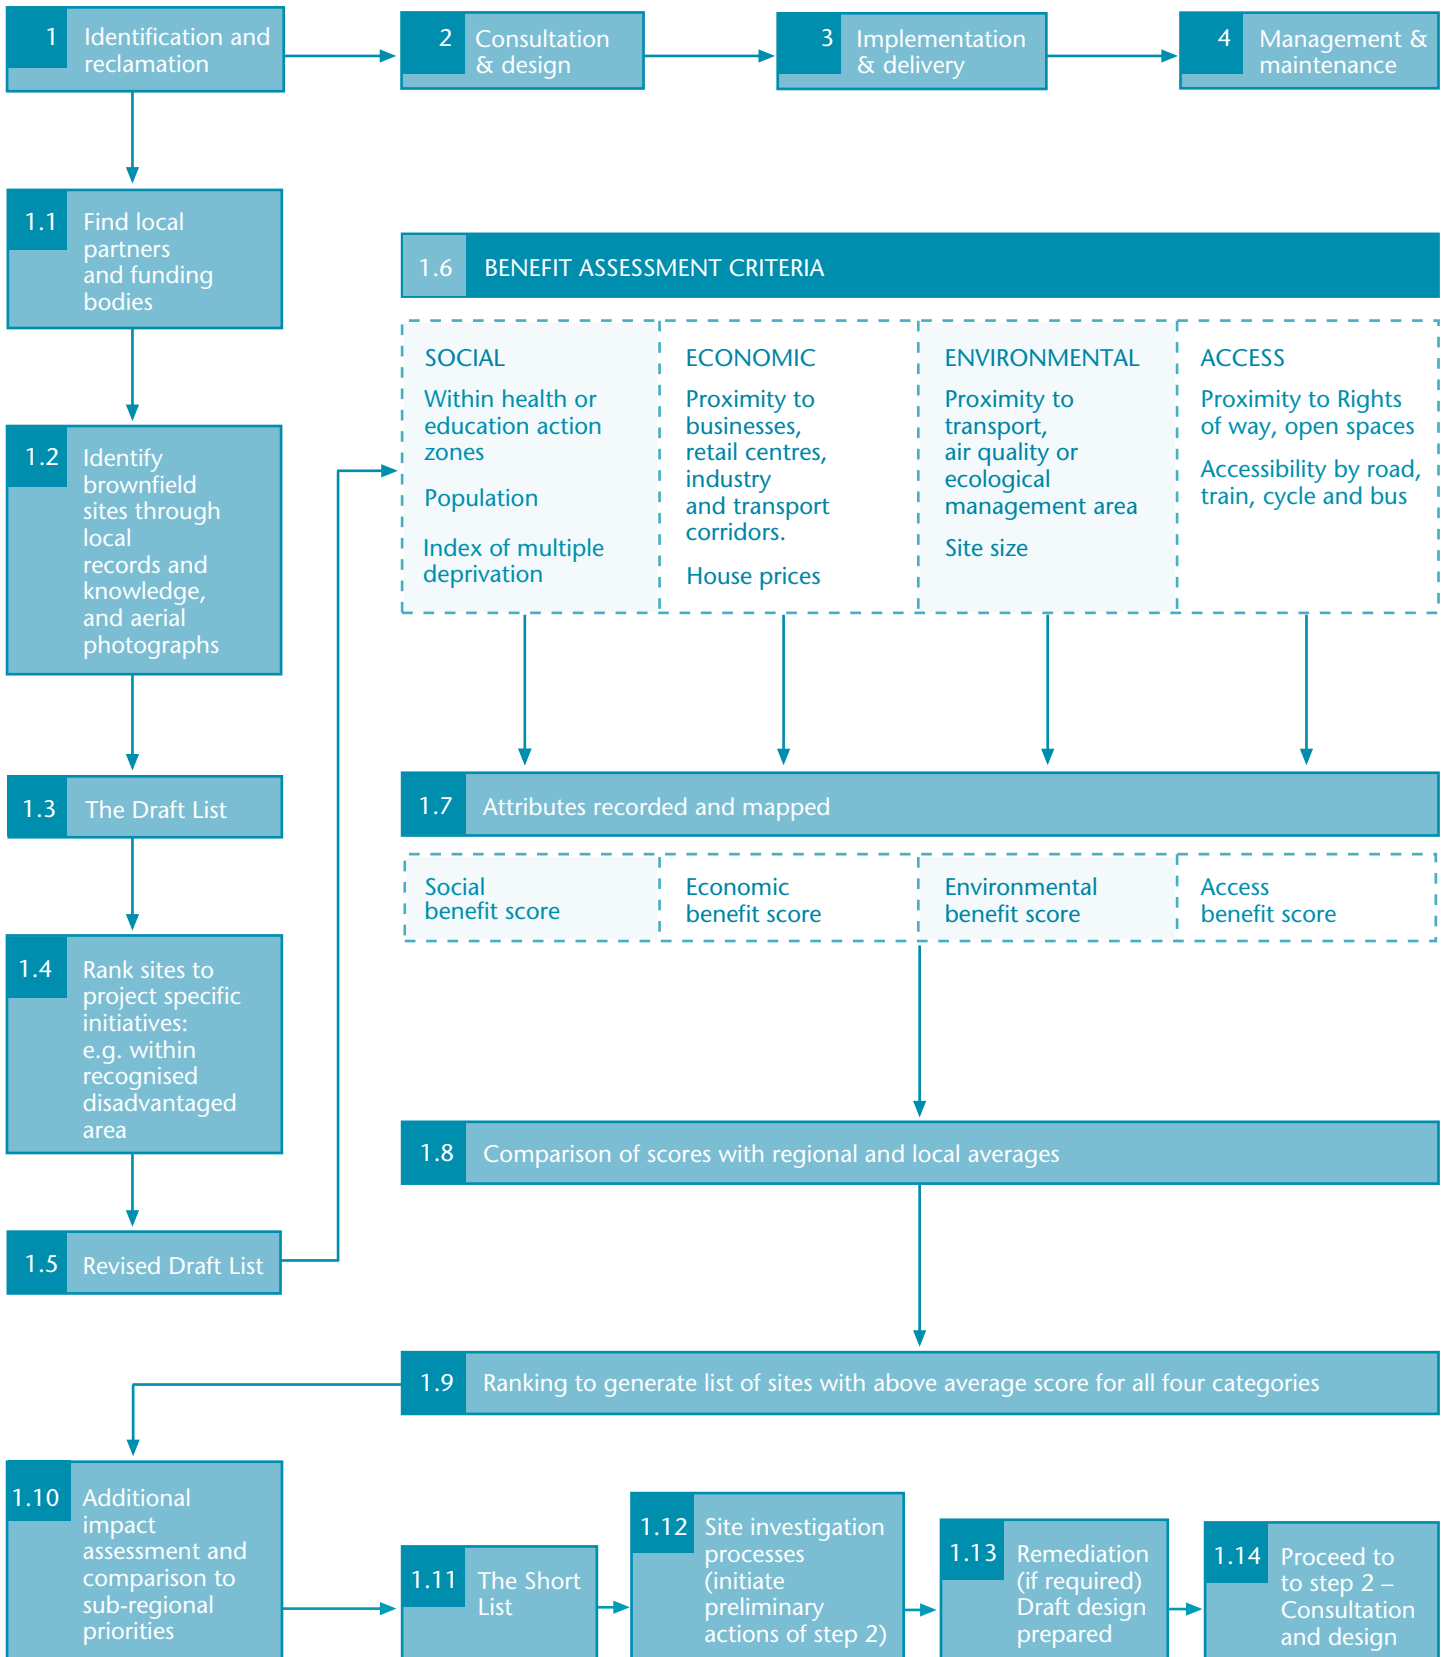 1 Identification and
reclamation
2 Consultation
& design
3 Implementation
& delivery
4 Management &
maintenance
1.1 Find local
partners
and funding
bodies
1.2 Identify
brownfield
sites through
local
records and
knowledge,
and aerial
photographs
1.3 The Draft List
1.4 Rank sites to
project specific
initiatives:
e.g. within
recognised
disadvantaged
area
1.5 Revised Draft List
1.6 BENEFIT ASSESSMENT CRITERIA
SOCIAL
Within health or
education action
zones
Population
Index of multiple
deprivation
ECONOMIC
Proximity to
businesses,
retail centres,
industry
and transport
corridors.
House prices
ENVIRONMENTAL
Proximity to
transport,
air quality or
ecological
management area
Site size
ACCESS
Proximity to Rights
of way, open spaces
Accessibility by road,
train, cycle and bus
1.7 Attributes recorded and mapped
Social
benefit score
Economic
benefit score
Environmental
benefit score
Access
benefit score
1.8 Comparison of scores with regional and local averages
1.9 Ranking to generate list of sites with above average score for all four categories
1.10 Additional
impact
assessment and
comparison to
sub-regional
priorities
1.11 The Short
List
1.12 Site investigation
processes
(initiate
preliminary
actions of step 2)
1.13 Remediation
(if required)
Draft design
prepared
1.14 Proceed to
to step 2 –
Consultation
and design